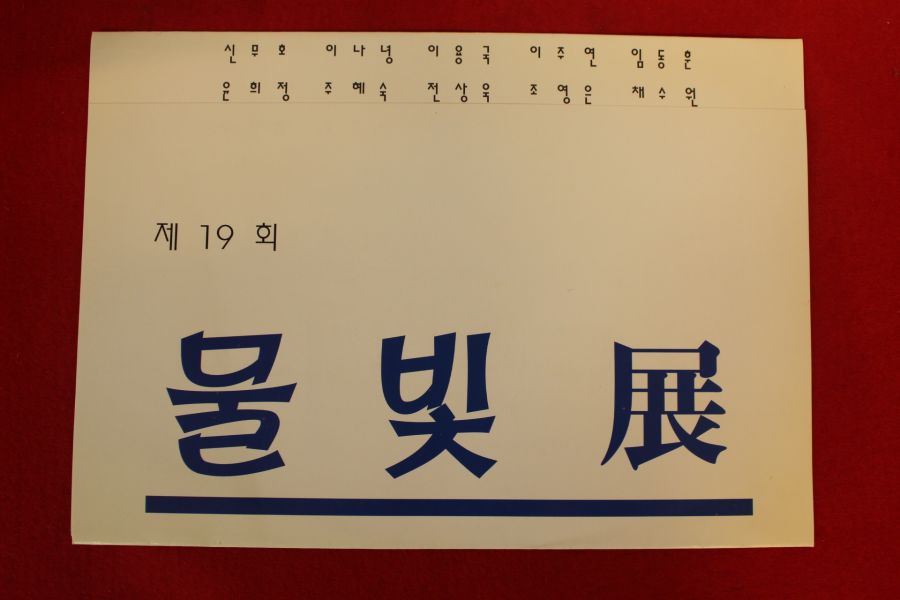 신무호 이나녕 이용국 이주연 임동훈
윤희정 주혜숙 전상욱 조영은 채수원
제 19 회
물 빛 展